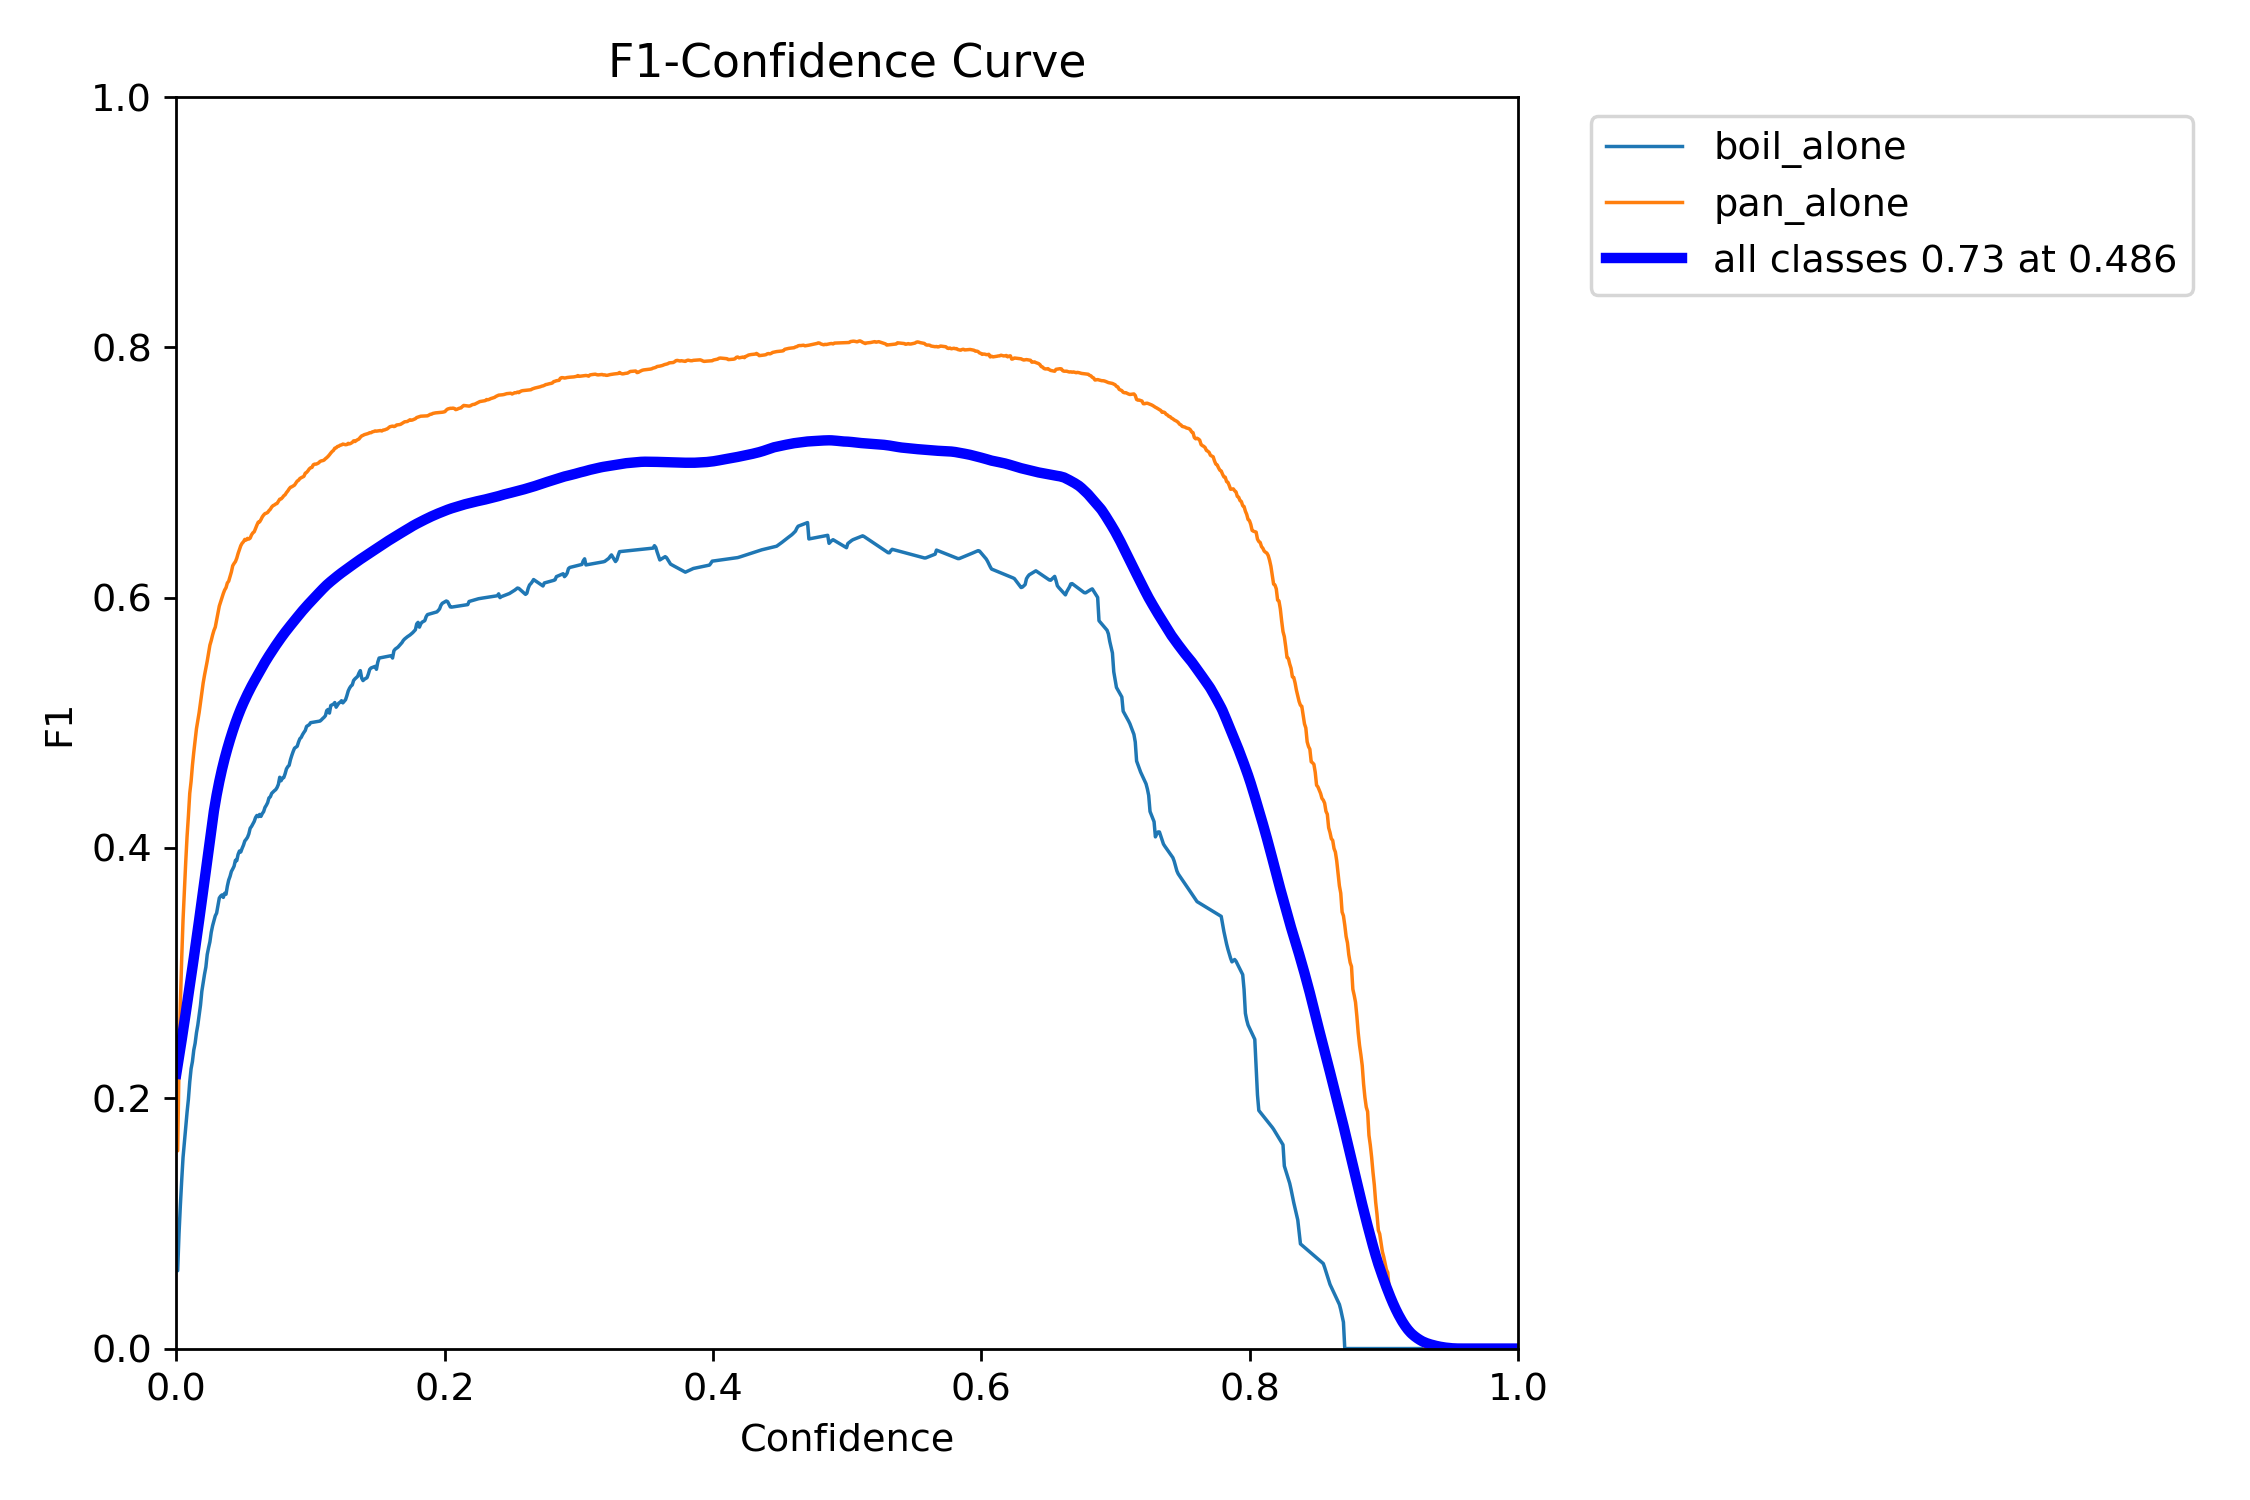 F1-Confidence Curve
boil_alone
pan_alone
all classes 0.73 at 0.486
1.0
0.8
0.6
0.4
0.2
0.0
F1
0.0 0.2 0.4 0.6 0.8 1.0
Confidence